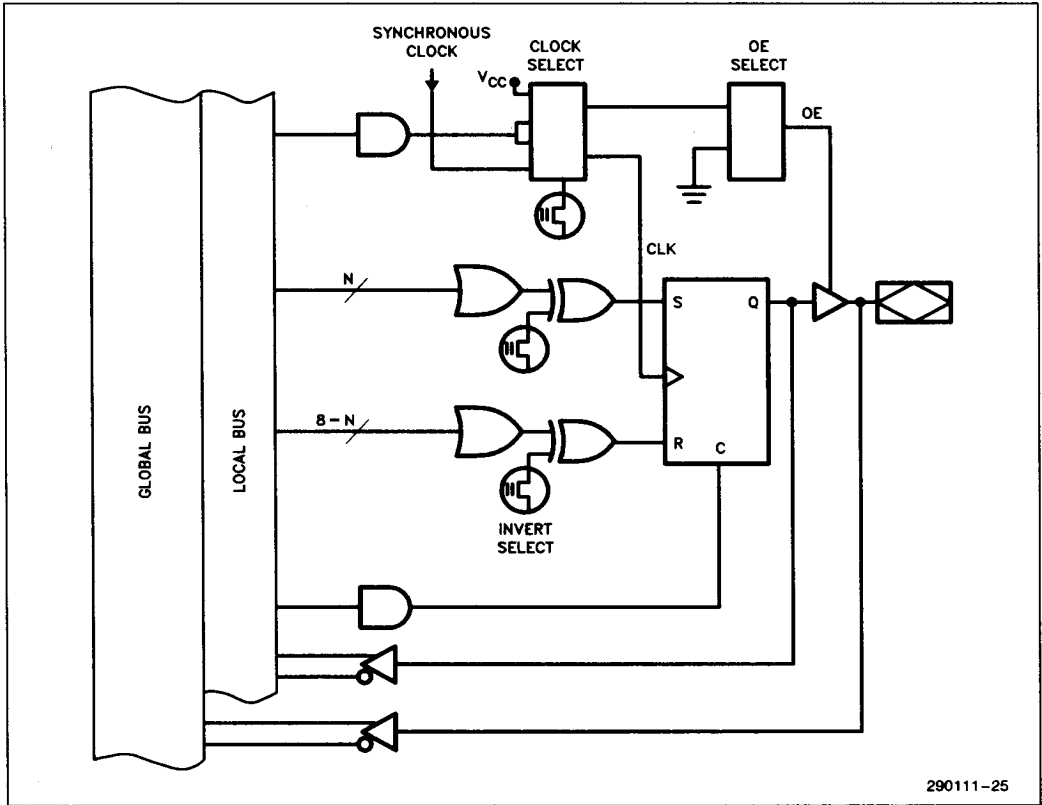 SYNCHRONOUS
CLOCK
CLOCK
SELECT
OE
SELECT
VCC
OE
CLK
N
S
Q
8-N
R
C
GLOBAL BUS
LOCAL BUS
INVERT
SELECT
290111-25